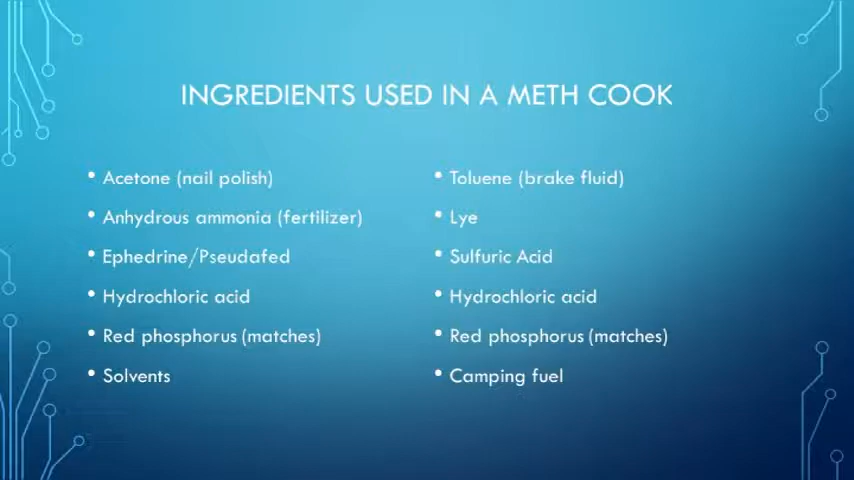 INGREDIENTS USED IN A METH COOK
• Acetone (nail polish)
• Anhydrous ammonia (fertilizer)
• Ephedrine/Pseudafed
• Hydrochloric acid
• Red phosphorus (matches)
• Solvents
• Toluene (brake fluid)
• Lye
• Sulfuric Acid
• Hydrochloric acid
• Red phosphorus (matches)
• Camping fuel